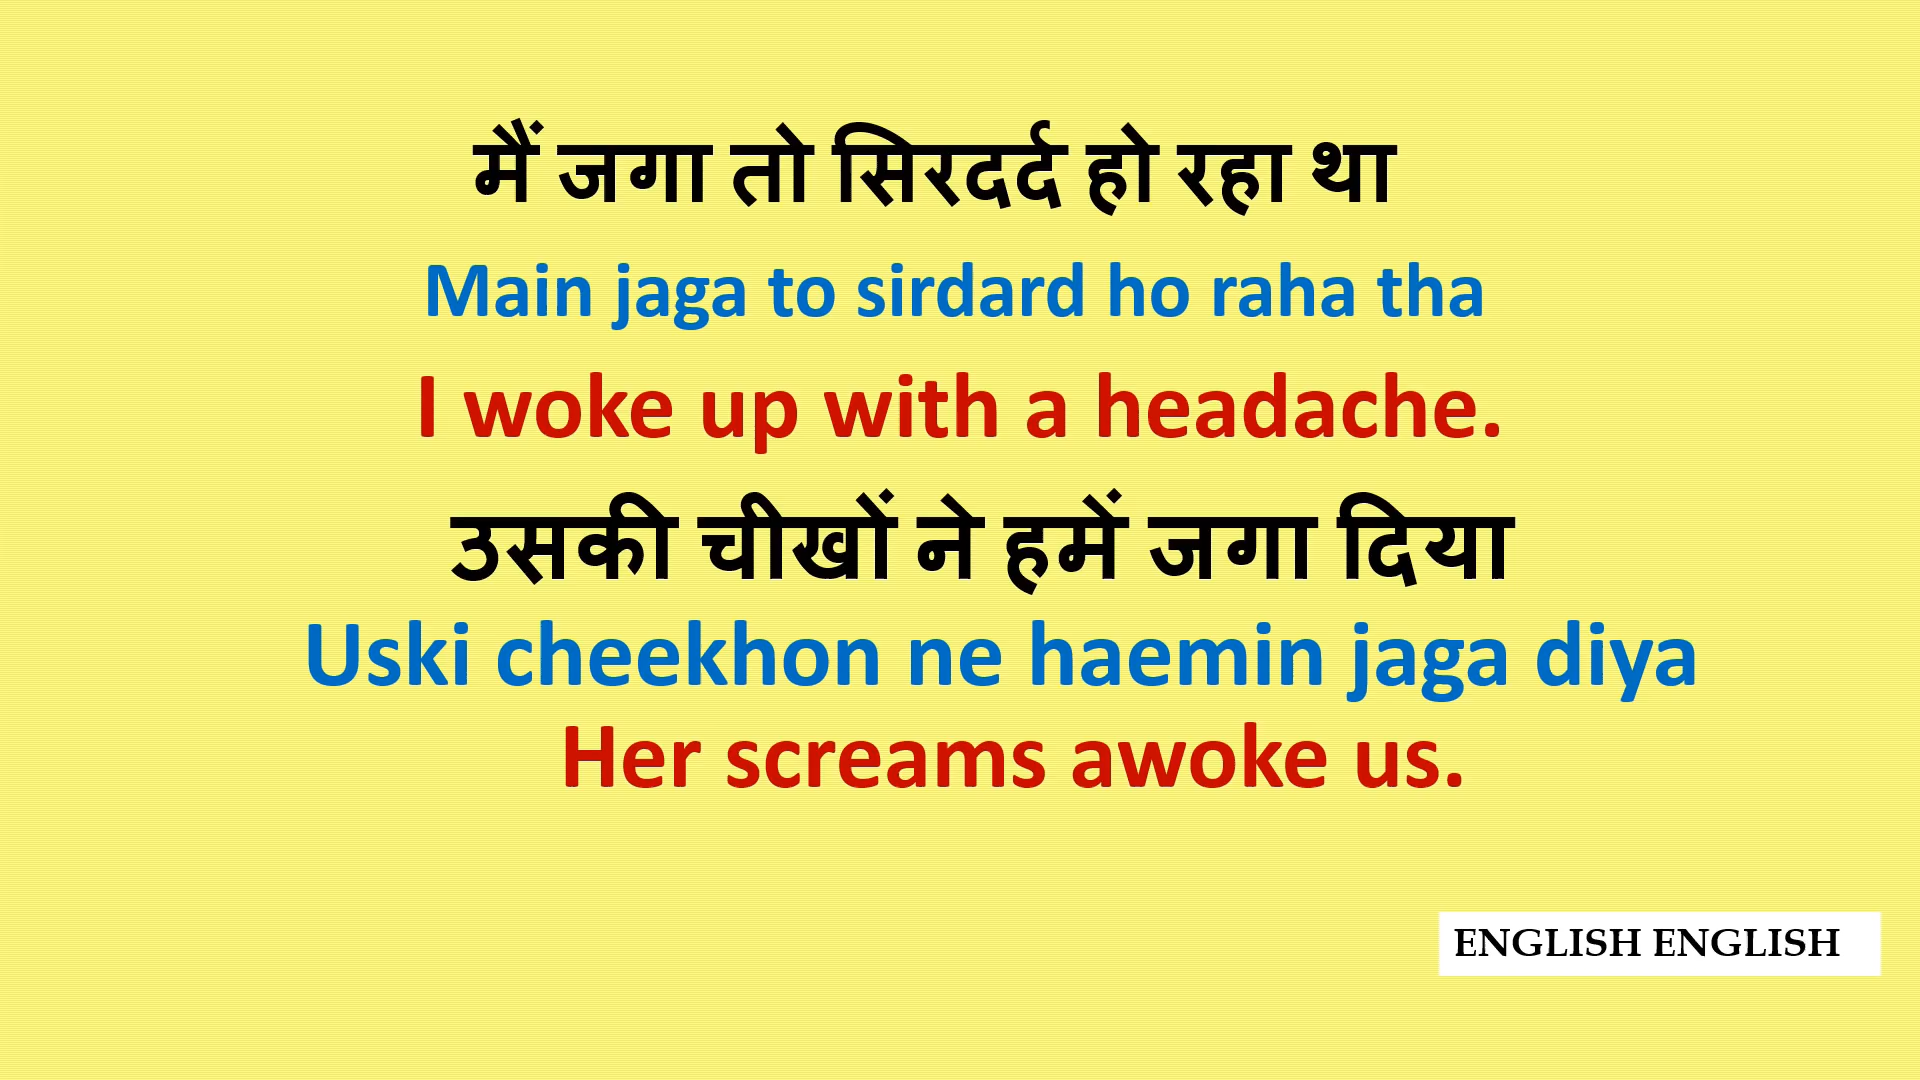 मैं जगा तो सिरदर्द हो रहा था
Main jaga to sirdard ho raha tha
I woke up with a headache.
उसकी चीखों ने हमें जगा दिया
Uski cheekhon ne haemin jaga diya
Her screams awoke us.
ENGLISH ENGLISH